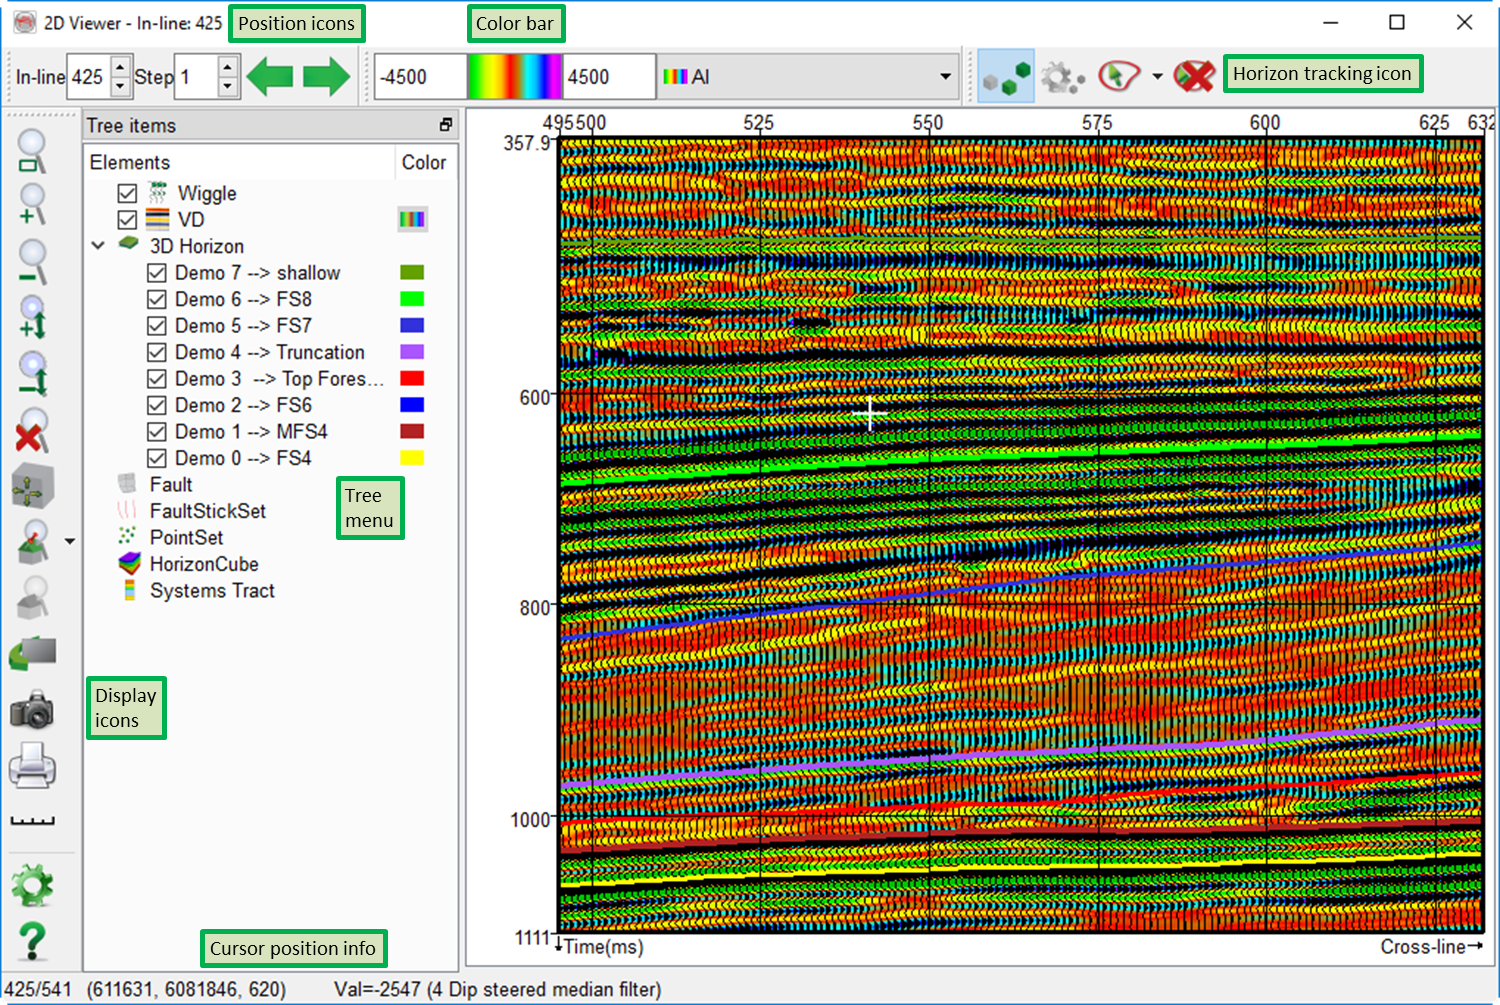 2D Viewer - In-line: 425
Position icons
Color bar
In-line 425 Step 1
-4500
4500
AI
Horizon tracking icon
Tree items
Elements Color
Wiggle
VD
3D Horizon
Demo 7 --> shallow
Demo 6 --> FS8
Demo 5 --> FS7
Demo 4 --> Truncation
Demo 3 --> Top Fores...
Demo 2 --> FS6
Demo 1 --> MFS4
Demo 0 --> FS4
Fault
FaultStickSet
PointSet
HorizonCube
Systems Tract
Tree
menu
Display
icons
Cursor position info
495 500 525 550 575 600 625 632
357.9
600
800
1000
1111
Time(ms)
Cross-line
425/541 (611631, 6081846, 620) Val=-2547 (4 Dip steered median filter)